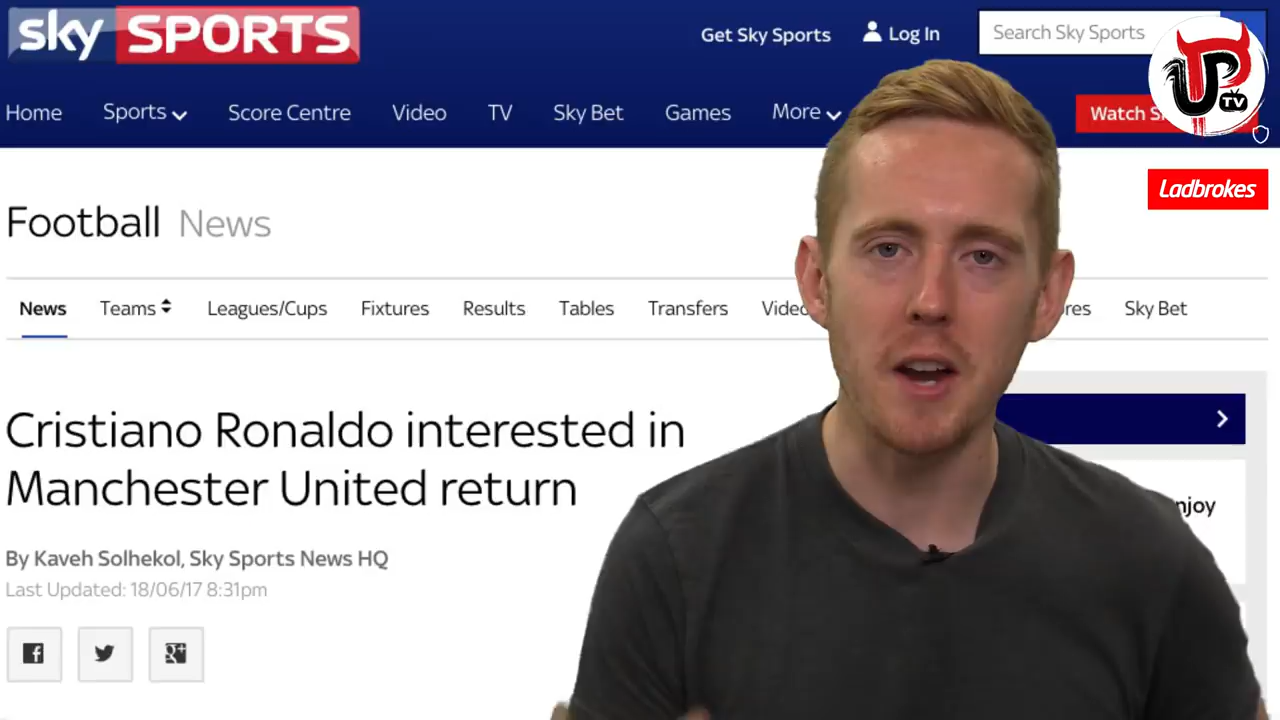 sky SPORTS
Get Sky Sports
Log In
Search Sky Sports
UP TV
Home
Sports
Score Centre
Video
TV
Sky Bet
Games
More
Watch
Ladbrokes
Football News
News
Teams
Leagues/Cups
Fixtures
Results
Tables
Transfers
Sky Bet
Cristiano Ronaldo interested in
Manchester United return
By Kaveh Solhekol, Sky Sports News HQ
Last Updated: 18/06/17 8:31pm